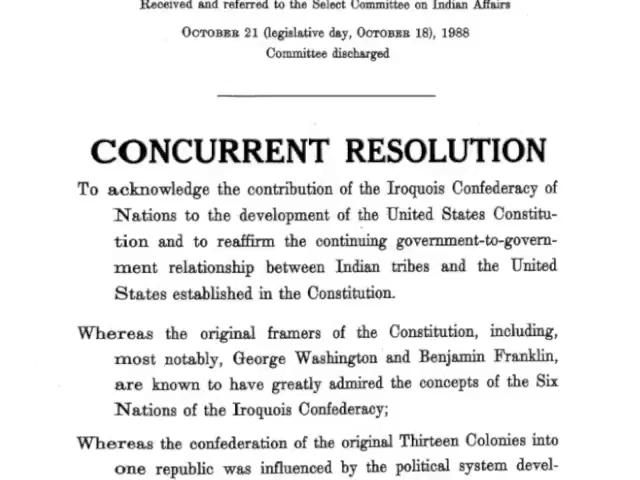 Received and referred to the Select Committee on Indian Affairs
OCTOBER 21 (legislative day, OCTOBER 18), 1988
Committee discharged
CONCURRENT RESOLUTION
To acknowledge the contribution of the Iroquois Confederacy of
Nations to the development of the United States Constitu-
tion and to reaffirm the continuing government-to-govern-
ment relationship between Indian tribes and the United
States established in the Constitution.
Whereas the original framers of the Constitution, including,
most notably, George Washington and Benjamin Franklin,
are known to have greatly admired the concepts of the Six
Nations of the Iroquois Confederacy;
Whereas the confederation of the original Thirteen Colonies into
one republic was influenced by the political system devel-